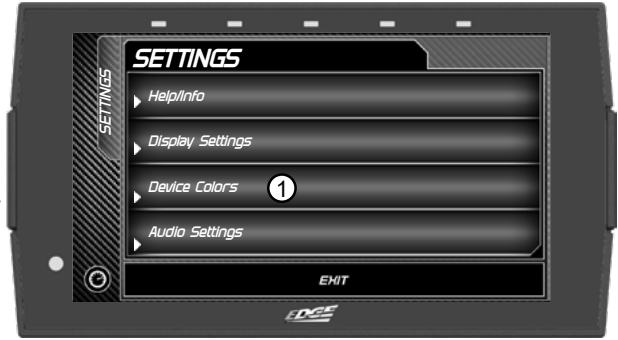 SETTINGS
SETTINGS
Help/Info
Display Settings
Device Colors 1
Audio Settings
EXIT
EDGE